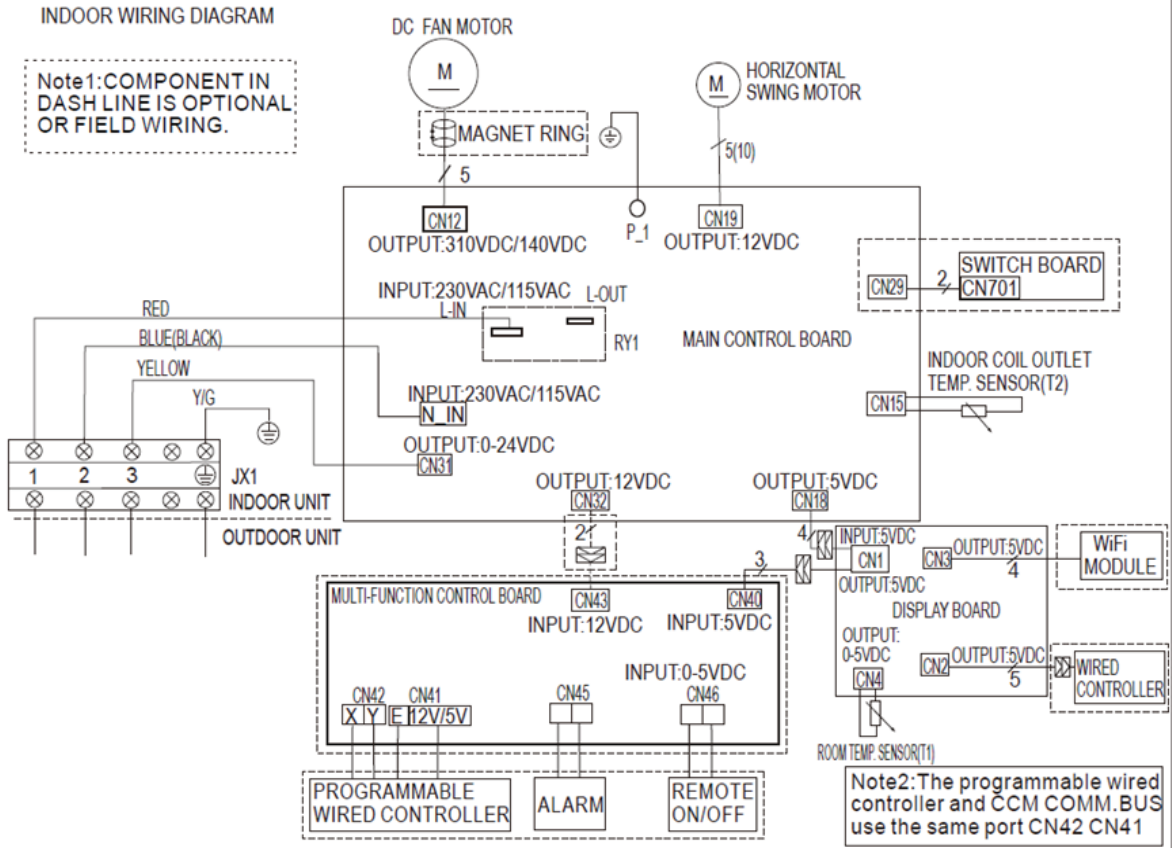 INDOOR WIRING DIAGRAM
Note1:COMPONENT IN
DASH LINE IS OPTIONAL
OR FIELD WIRING.
DC FAN MOTOR
M
MAGNET RING
5
HORIZONTAL
SWING MOTOR
M
5(10)
CN12
OUTPUT:310VDC/140VDC
P_1
CN19
OUTPUT:12VDC
INPUT:230VAC/115VAC
L-IN
L-OUT
RY1
MAIN CONTROL BOARD
CN29
2
SWITCH BOARD
CN701
INDOOR COIL OUTLET
TEMP. SENSOR(T2)
CN15
RED
BLUE(BLACK)
YELLOW
Y/G
INPUT:230VAC/115VAC
N_IN
OUTPUT:0-24VDC
CN31
1 2 3
JX1
INDOOR UNIT
OUTDOOR UNIT
OUTPUT:12VDC
CN32
2
OUTPUT:5VDC
CN18
4
3
INPUT:5VDC
CN1
OUTPUT:5VDC
CN3
OUTPUT:5VDC
4
WiFi
MODULE
DISPLAY BOARD
OUTPUT:
0-5VDC
CN4
CN2
OUTPUT:5VDC
5
WIRED
CONTROLLER
ROOM TEMP. SENSOR(T1)
MULTI-FUNCTION CONTROL BOARD
CN43
INPUT:12VDC
CN40
INPUT:5VDC
INPUT:0-5VDC
CN42
X Y
CN41
E 12V/5V
CN45
CN46
PROGRAMMABLE
WIRED CONTROLLER
ALARM
REMOTE
ON/OFF
Note2:The programmable wired
controller and CCM COMM.BUS
use the same port CN42 CN41